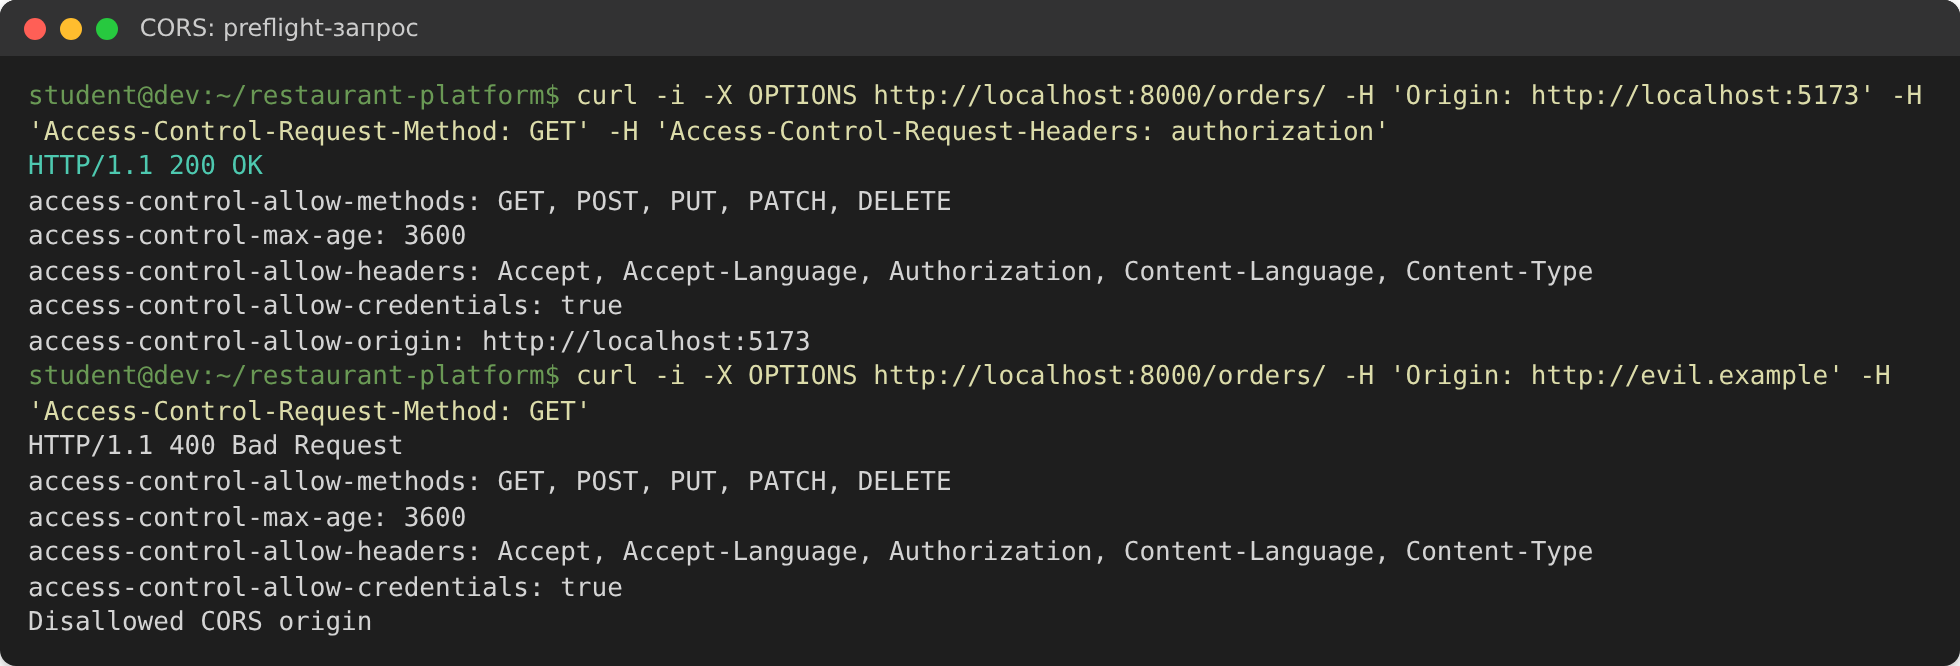 CORS: preflight-запрос
student@dev:~/restaurant-platform$ curl -i -X OPTIONS http://localhost:8000/orders/ -H 'Origin: http://localhost:5173' -H
'Access-Control-Request-Method: GET' -H 'Access-Control-Request-Headers: authorization'
HTTP/1.1 200 OK
access-control-allow-methods: GET, POST, PUT, PATCH, DELETE
access-control-max-age: 3600
access-control-allow-headers: Accept, Accept-Language, Authorization, Content-Language, Content-Type
access-control-allow-credentials: true
access-control-allow-origin: http://localhost:5173
student@dev:~/restaurant-platform$ curl -i -X OPTIONS http://localhost:8000/orders/ -H 'Origin: http://evil.example' -H
'Access-Control-Request-Method: GET'
HTTP/1.1 400 Bad Request
access-control-allow-methods: GET, POST, PUT, PATCH, DELETE
access-control-max-age: 3600
access-control-allow-headers: Accept, Accept-Language, Authorization, Content-Language, Content-Type
access-control-allow-credentials: true
Disallowed CORS origin